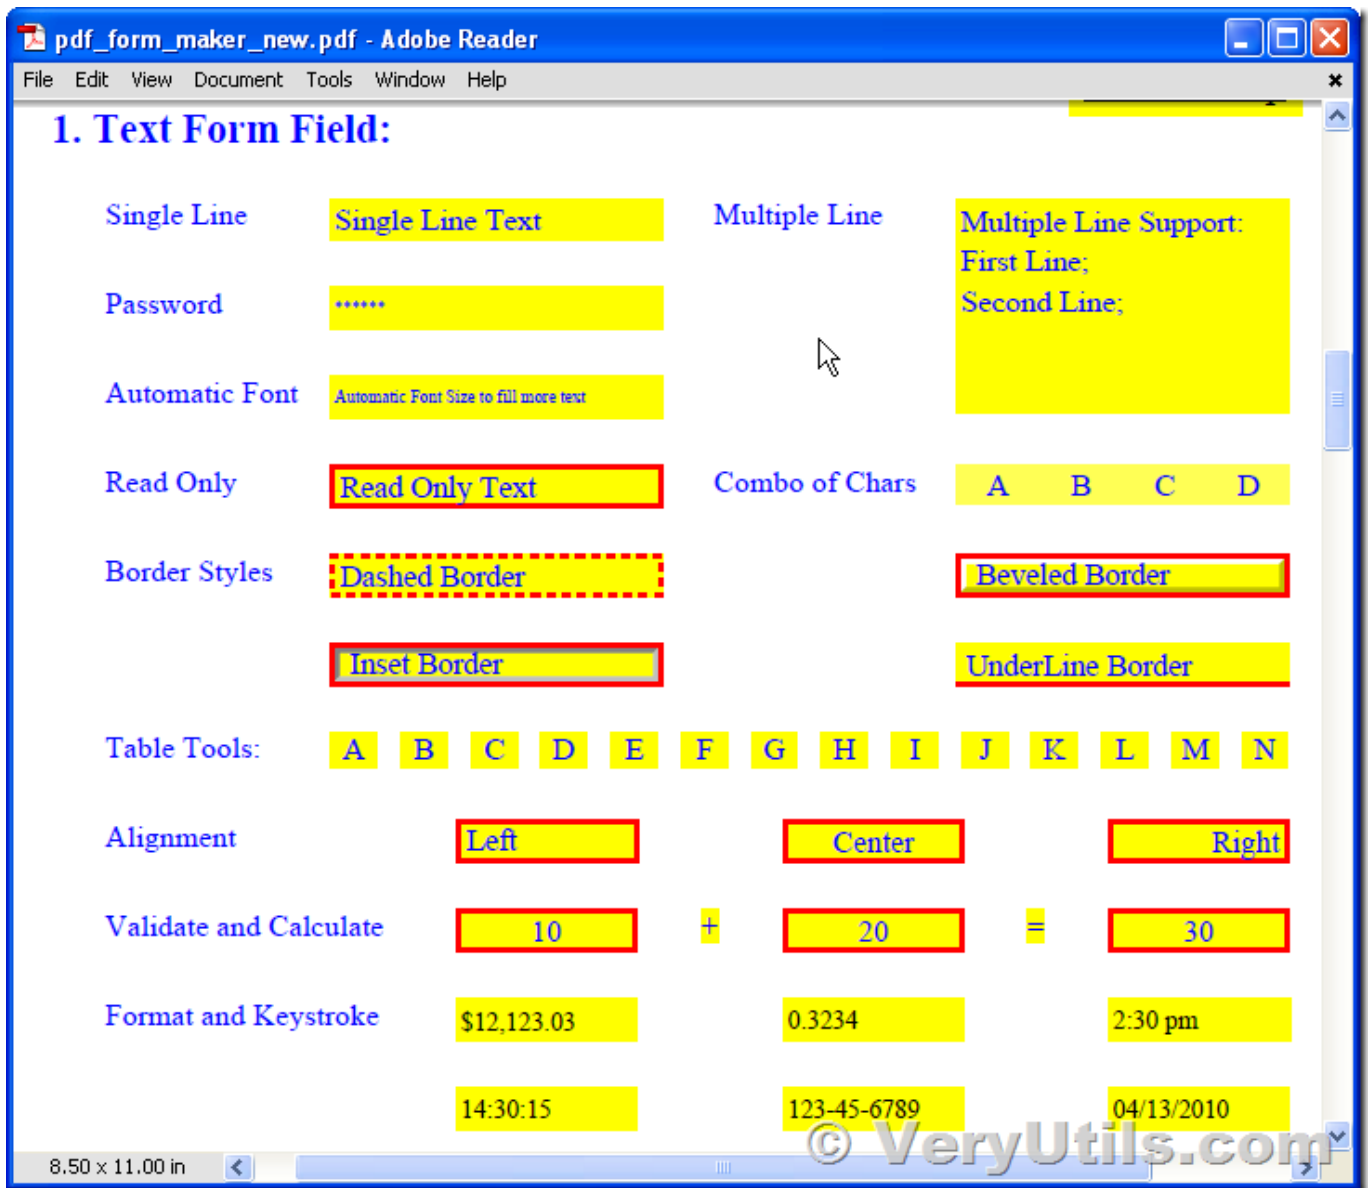 pdf_form_maker_new.pdf - Adobe Reader
File Edit View Document Tools Window Help
1. Text Form Field:
Single Line Single Line Text Multiple Line Multiple Line Support:
First Line;
Second Line;
Password ******
Automatic Font Automatic Font Size to fill more text
Read Only Read Only Text Combo of Chars A B C D
Border Styles Dashed Border Beveled Border
Inset Border UnderLine Border
Table Tools: A B C D E F G H I J K L M N
Alignment Left Center Right
Validate and Calculate 10 + 20 = 30
Format and Keystroke $12,123.03 0.3234 2:30 pm
14:30:15 123-45-6789 04/13/2010
© VeryUtils.com
8.50 x 11.00 in